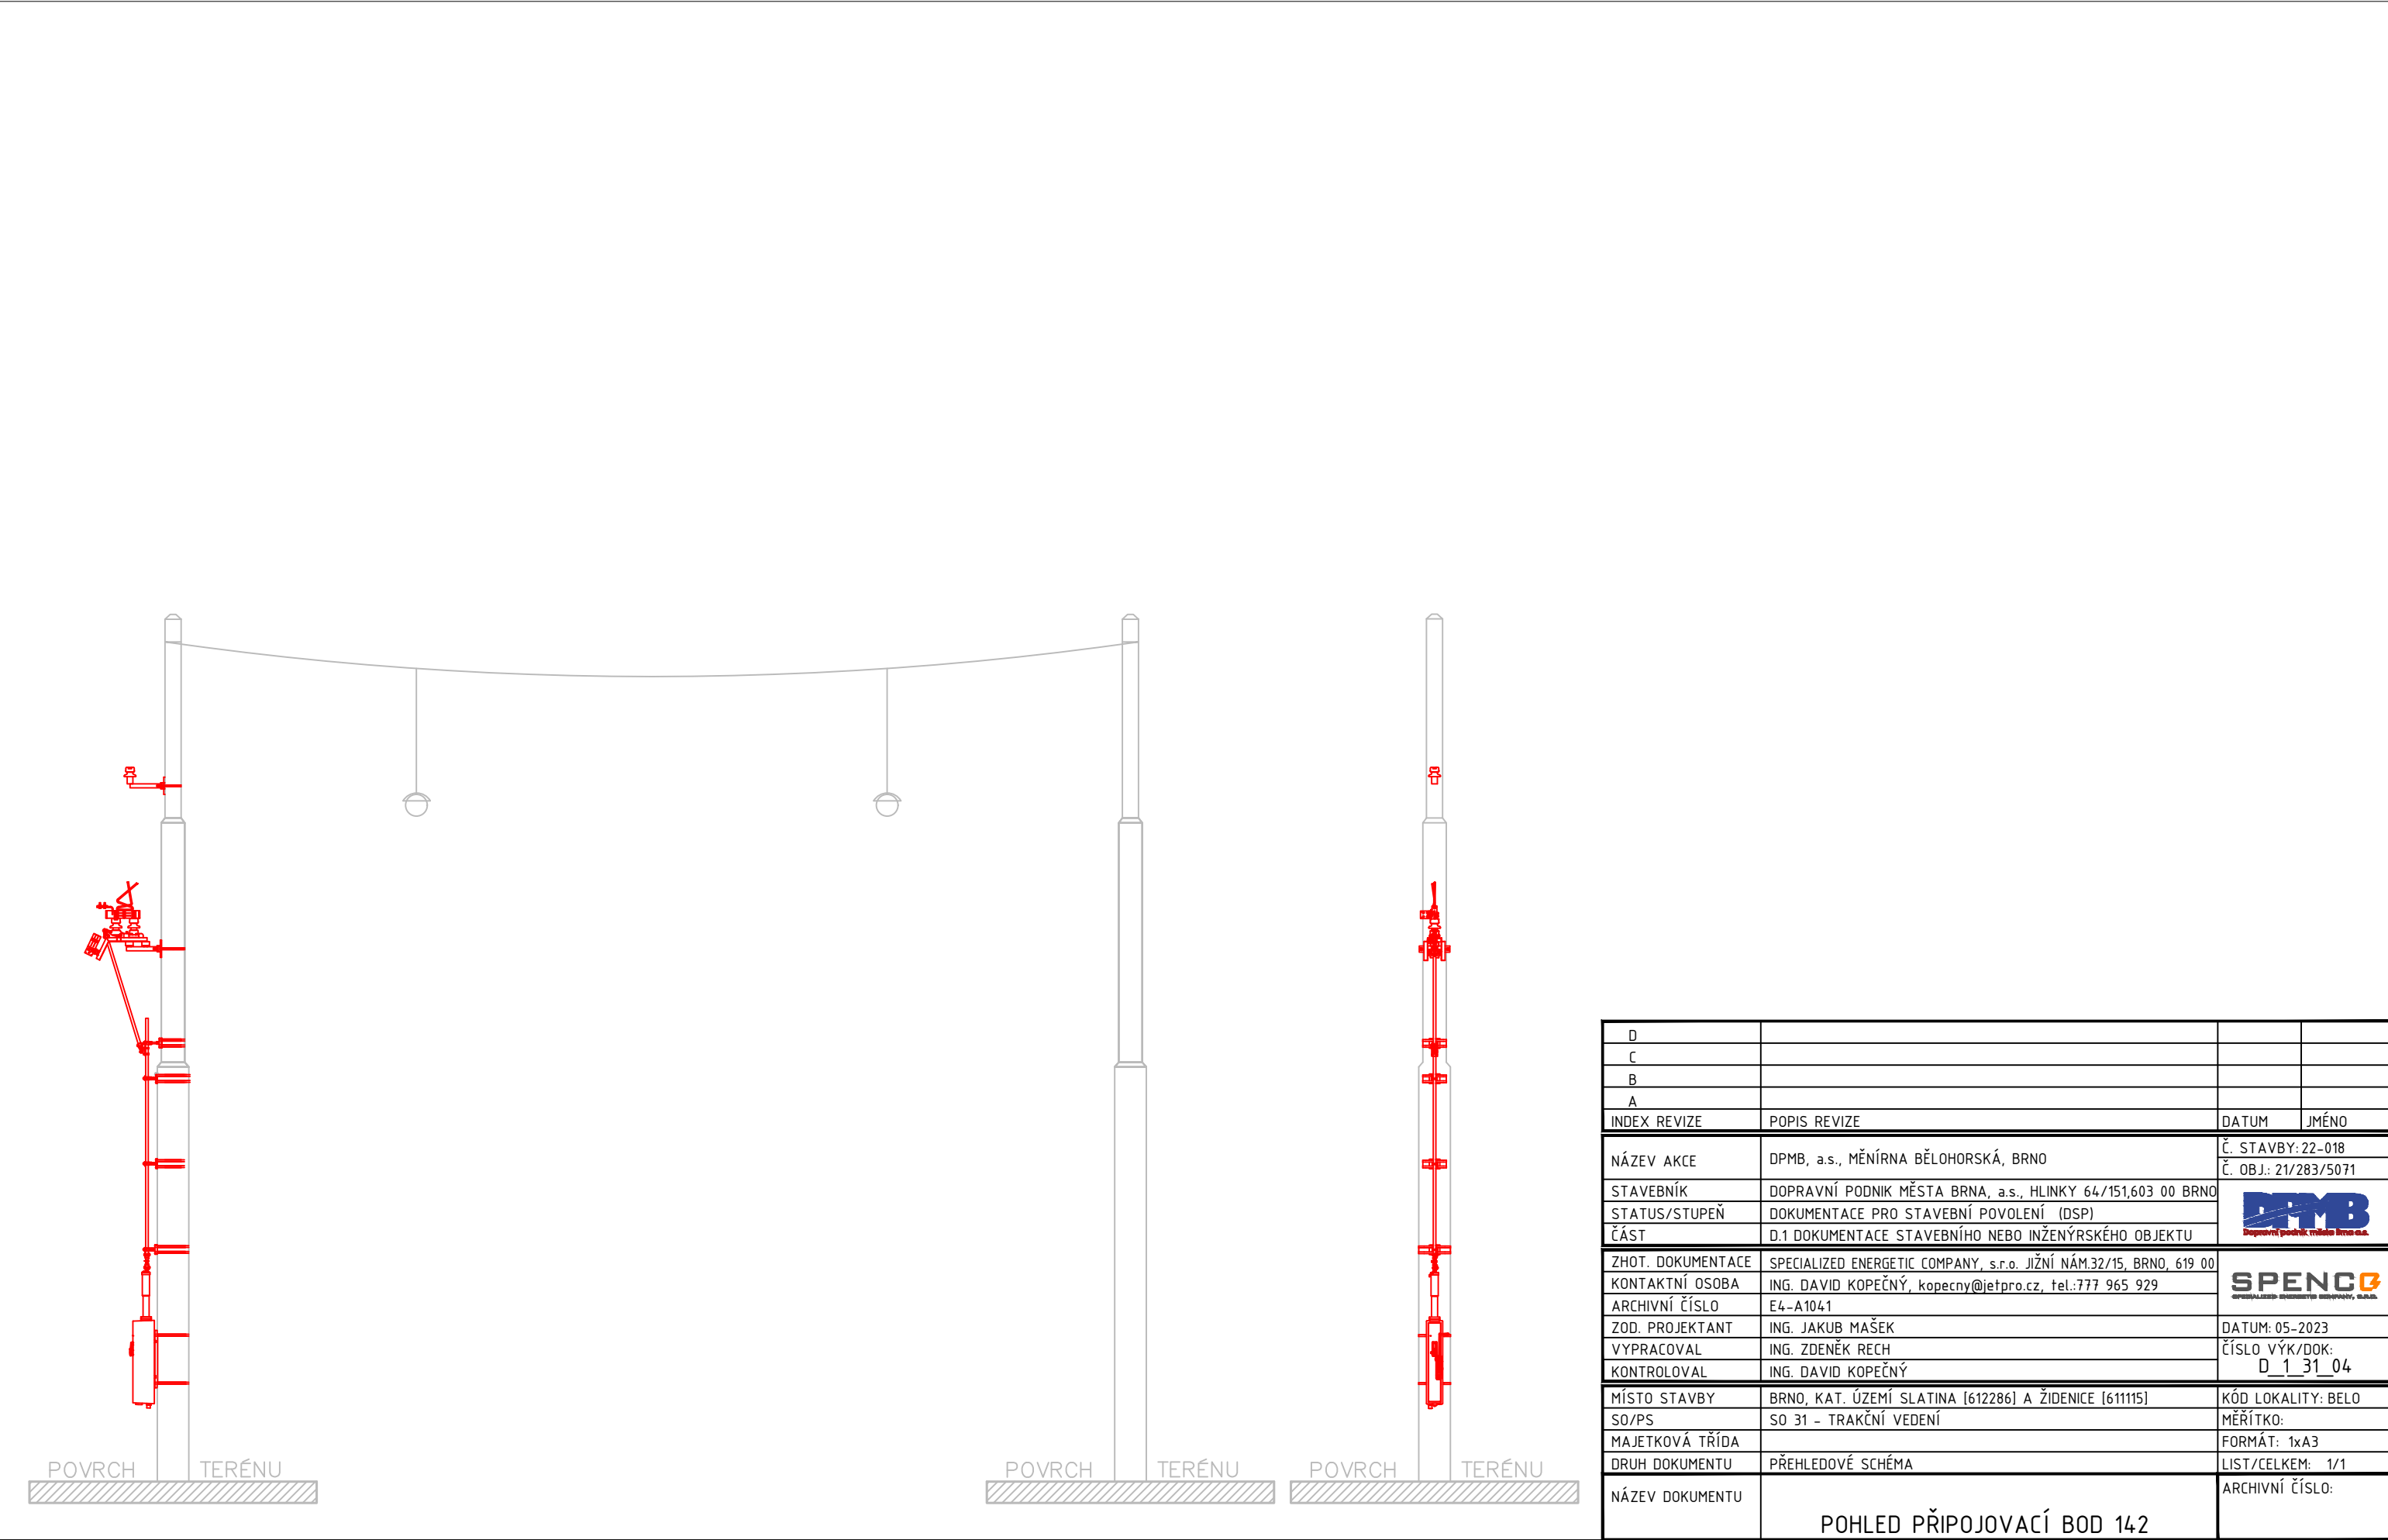 POVRCH TERÉNU
POVRCH TERÉNU
POVRCH TERÉNU
D
C
B
A
INDEX REVIZE POPIS REVIZE DATUM JMÉNO
NÁZEV AKCE DPMB, a.s., MĚNÍRNA BĚLOHORSKÁ, BRNO
Č. STAVBY: 22-018
Č. OBJ.: 21/283/5071
STAVEBNÍK DOPRAVNÍ PODNIK MĚSTA BRNA, a.s., HLINKY 64/151,603 00 BRNO
STATUS/STUPEŇ DOKUMENTACE PRO STAVEBNÍ POVOLENÍ (DSP)
ČÁST D.1 DOKUMENTACE STAVEBNÍHO NEBO INŽENÝRSKÉHO OBJEKTU
DPMB
Dopravní podnik města Brna a.s.
ZHOT. DOKUMENTACE SPECIALIZED ENERGETIC COMPANY, s.r.o. JIŽNÍ NÁM.32/15, BRNO, 619 00
KONTAKTNÍ OSOBA ING. DAVID KOPEČNÝ, kopecny@jetpro.cz, tel.:777 965 929
ARCHIVNÍ ČÍSLO E4-A1041
SPENCO
SPECIALIZED ENERGETIC COMPANY, S.R.O.
ZOD. PROJEKTANT ING. JAKUB MAŠEK DATUM: 05-2023
VYPRACOVAL ING. ZDENĚK RECH ČÍSLO VÝK/DOK:
KONTROLOVAL ING. DAVID KOPEČNÝ D_1_31_04
MÍSTO STAVBY BRNO, KAT. ÚZEMÍ SLATINA [612286] A ŽIDENICE [611115] KÓD LOKALITY: BELO
SO/PS SO 31 - TRAKČNÍ VEDENÍ MĚŘÍTKO:
MAJETKOVÁ TŘÍDA FORMÁT: 1xA3
DRUH DOKUMENTU PŘEHLEDOVÉ SCHÉMA LIST/CELKEM: 1/1
NÁZEV DOKUMENTU ARCHIVNÍ ČÍSLO:
POHLED PŘIPOJOVACÍ BOD 142